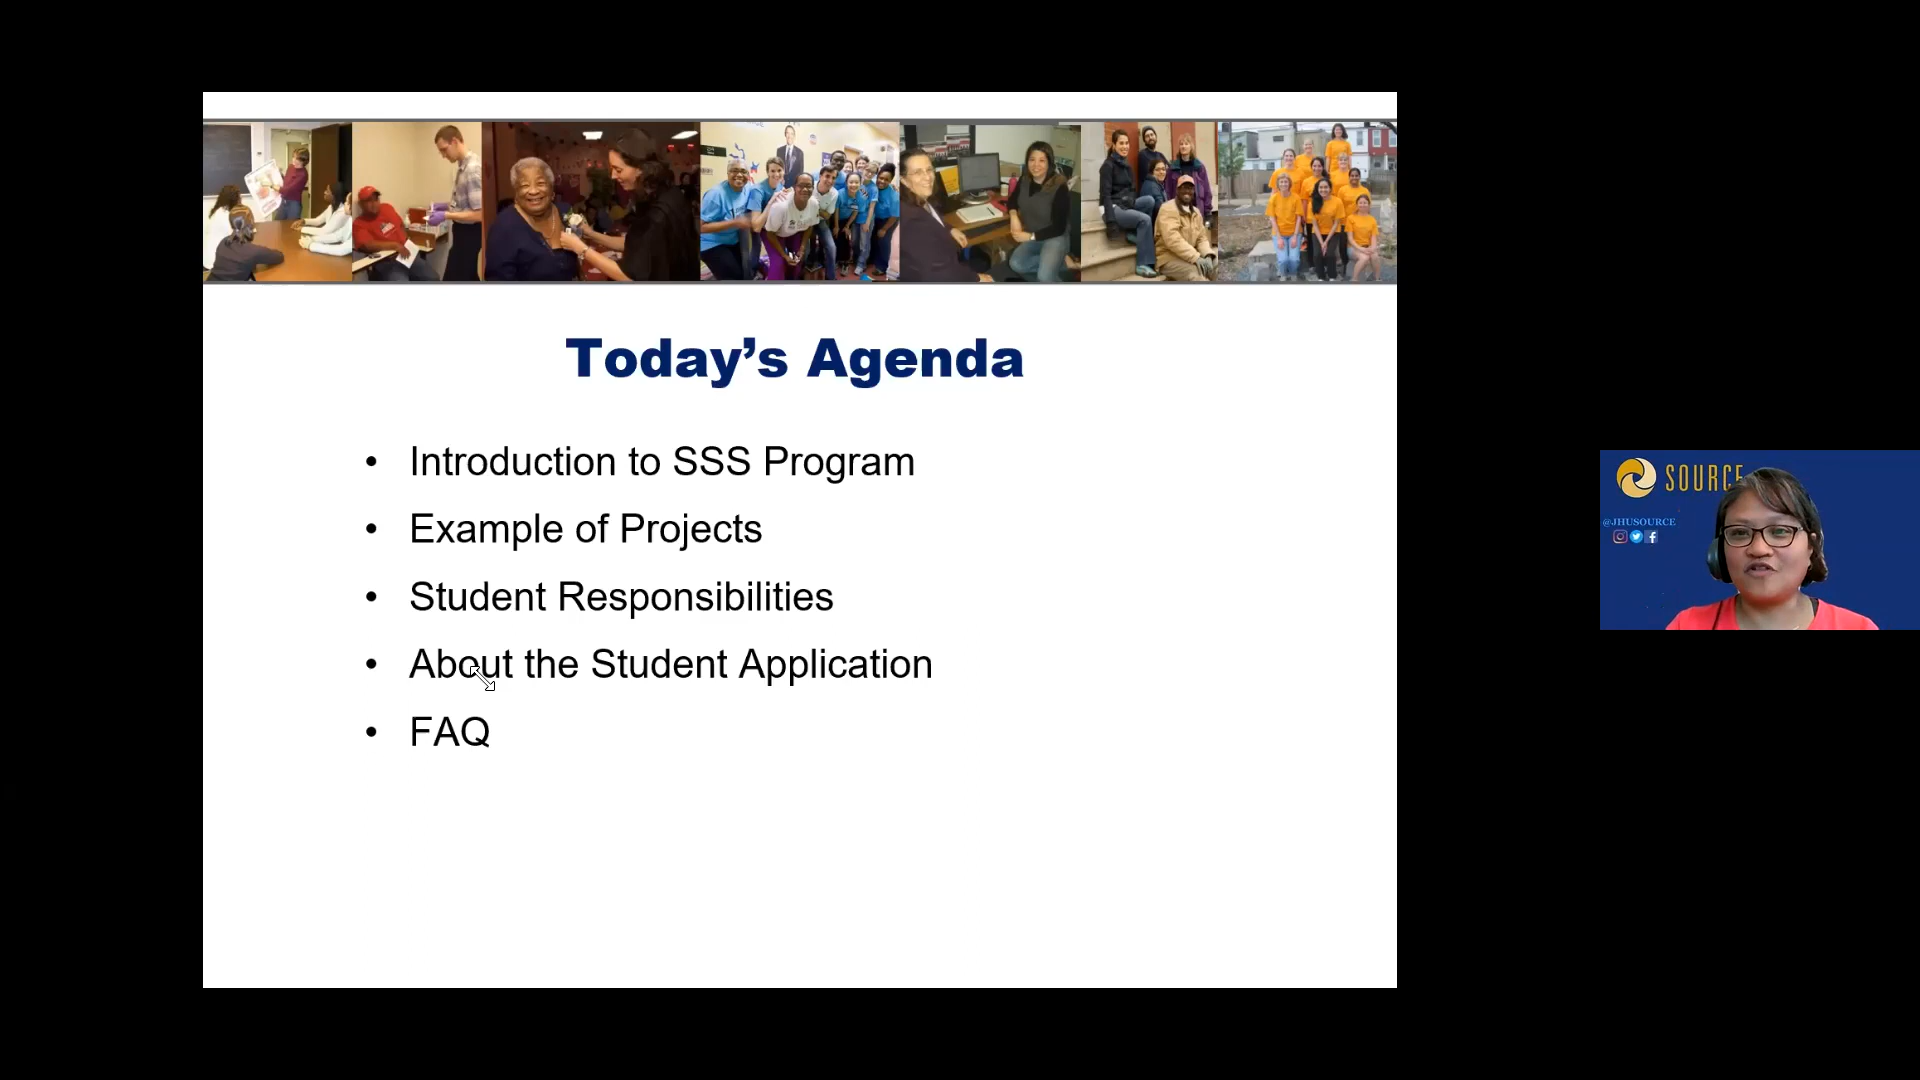 Today’s Agenda
• Introduction to SSS Program
• Example of Projects
• Student Responsibilities
• About the Student Application
• FAQ
SOURCE
@JHUSOURCE